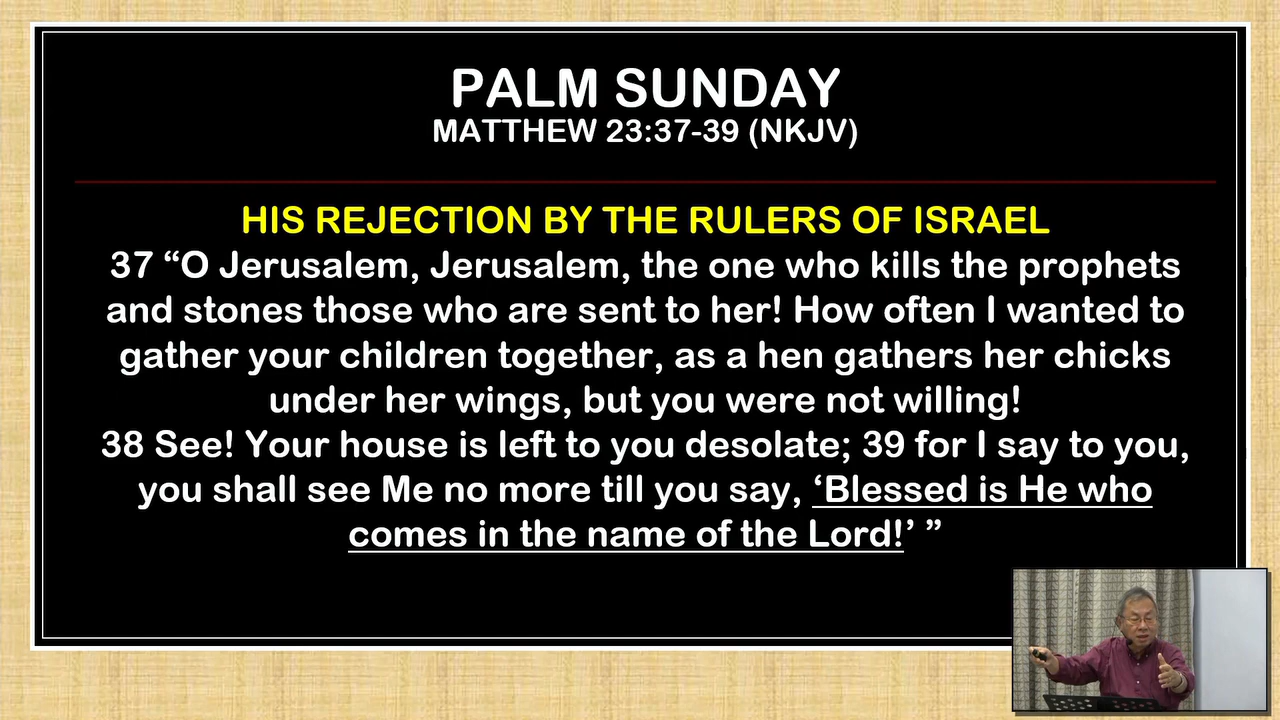 PALM SUNDAY
MATTHEW 23:37-39 (NKJV)
HIS REJECTION BY THE RULERS OF ISRAEL
37 “O Jerusalem, Jerusalem, the one who kills the prophets
and stones those who are sent to her! How often I wanted to
gather your children together, as a hen gathers her chicks
under her wings, but you were not willing!
38 See! Your house is left to you desolate; 39 for I say to you,
you shall see Me no more till you say, ‘Blessed is He who
comes in the name of the Lord!’ ”